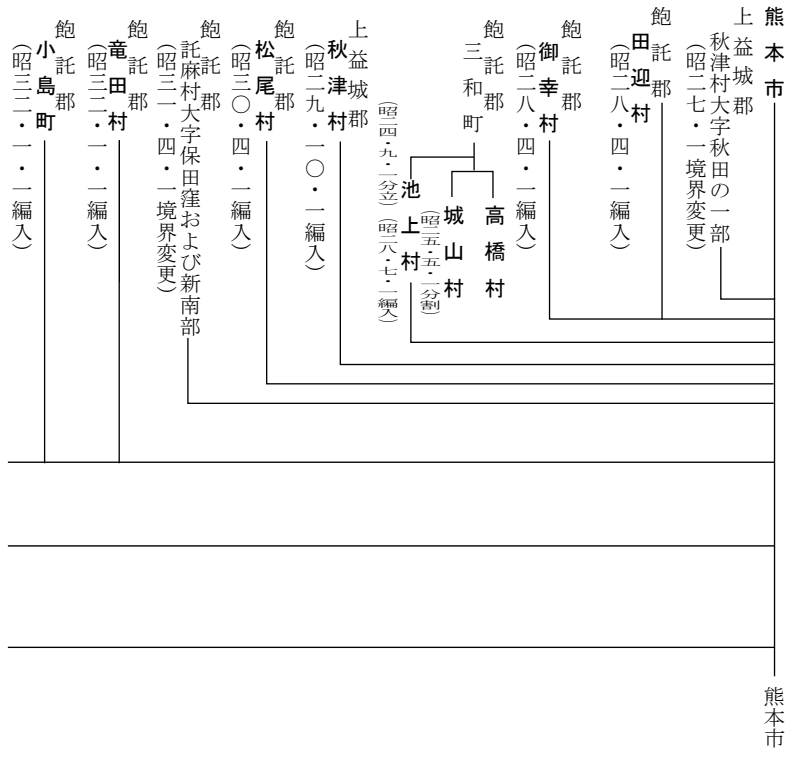 熊本市
上益城郡
秋津村大字秋田の一部
（昭二七・一境界変更）
飽託郡
田迎村
（昭二八・四・一編入）
飽託郡
御幸村
（昭二八・四・一編入）
飽託郡
三和町
高橋村
城山村
（昭二五・五・一分割）
池上村
（昭二四・九・一分立）（昭二八・七・一編入）
上益城郡
秋津村
（昭二九・一〇・一編入）
飽託郡
松尾村
（昭三〇・四・一編入）
飽託郡
託麻村大字保田窪および新南部
（昭三一・四・一境界変更）
飽託郡
竜田村
（昭三二・一・一編入）
飽託郡
小島町
（昭三二・一・一編入）
熊本市